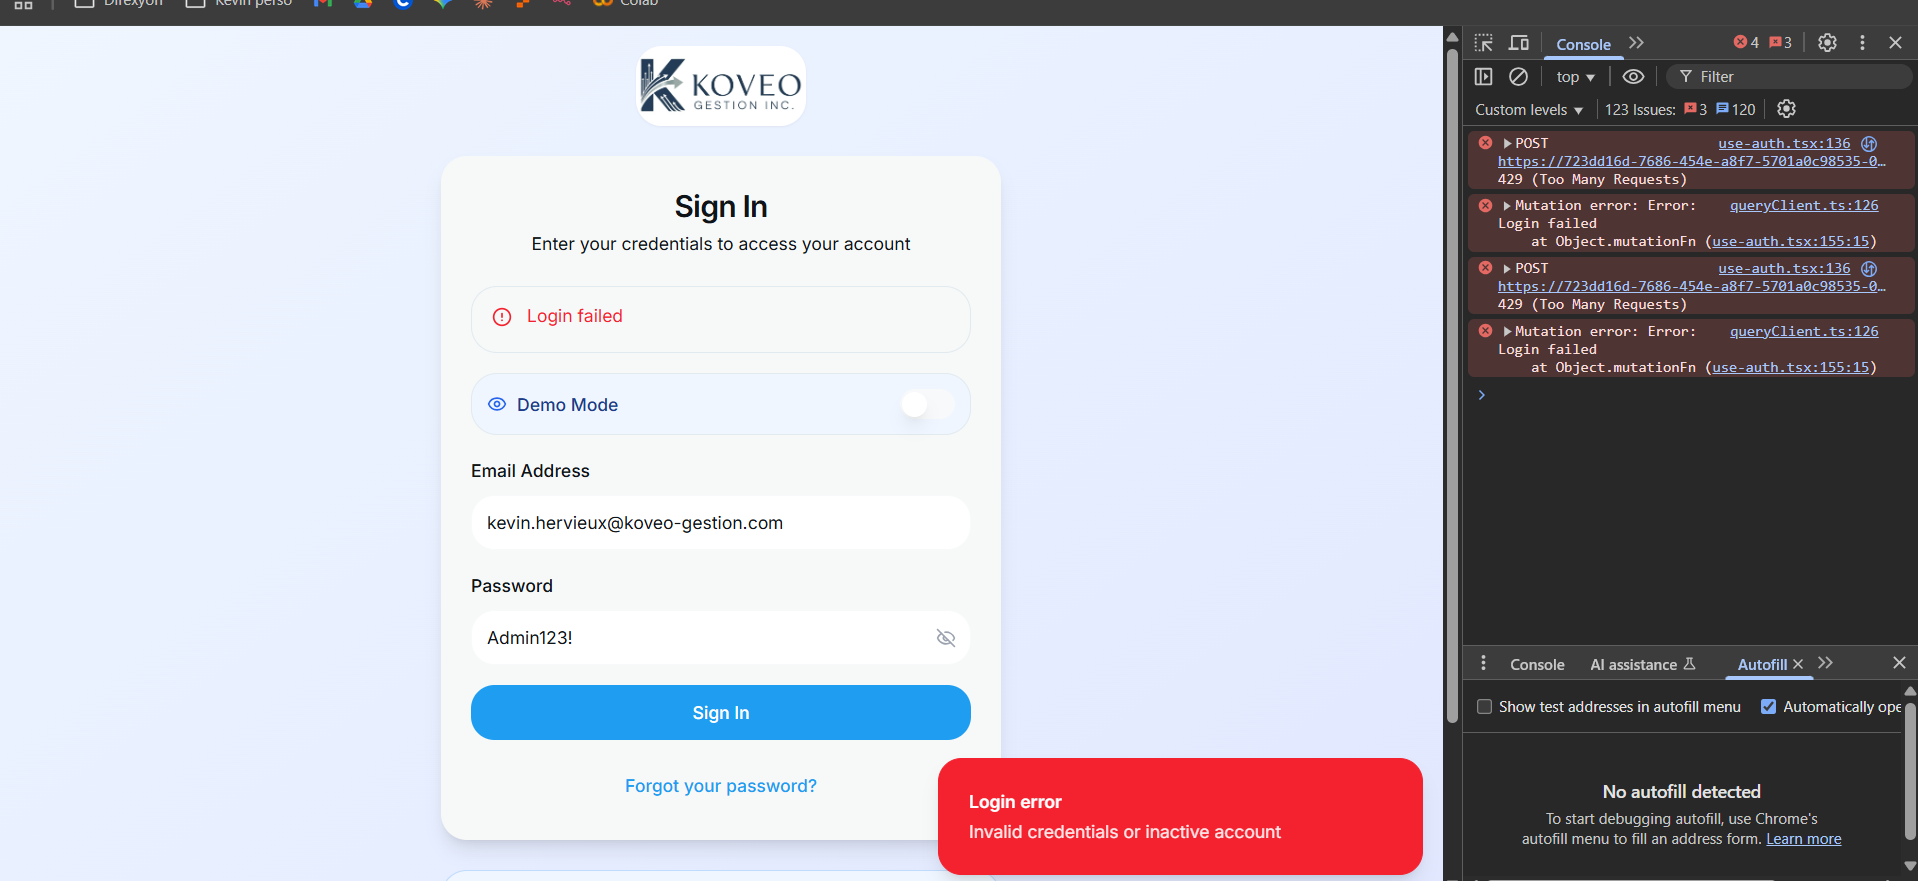 Direxyon
Kevin perso
Colab
KOVEO
GESTION INC.
Sign In
Enter your credentials to access your account
Login failed
Demo Mode
Email Address
kevin.hervieux@koveo-gestion.com
Password
Admin123!
Sign In
Forgot your password?
Login error
Invalid credentials or inactive account
Console
4
3
top
Filter
Custom levels
123 Issues: 3 120
POST use-auth.tsx:136
https://723dd16d-7686-454e-a8f7-5701a0c98535-0…
429 (Too Many Requests)
Mutation error: Error: queryClient.ts:126
Login failed
at Object.mutationFn (use-auth.tsx:155:15)
POST use-auth.tsx:136
https://723dd16d-7686-454e-a8f7-5701a0c98535-0…
429 (Too Many Requests)
Mutation error: Error: queryClient.ts:126
Login failed
at Object.mutationFn (use-auth.tsx:155:15)
Console AI assistance Autofill
Show test addresses in autofill menu Automatically ope
No autofill detected
To start debugging autofill, use Chrome's
autofill menu to fill an address form. Learn more